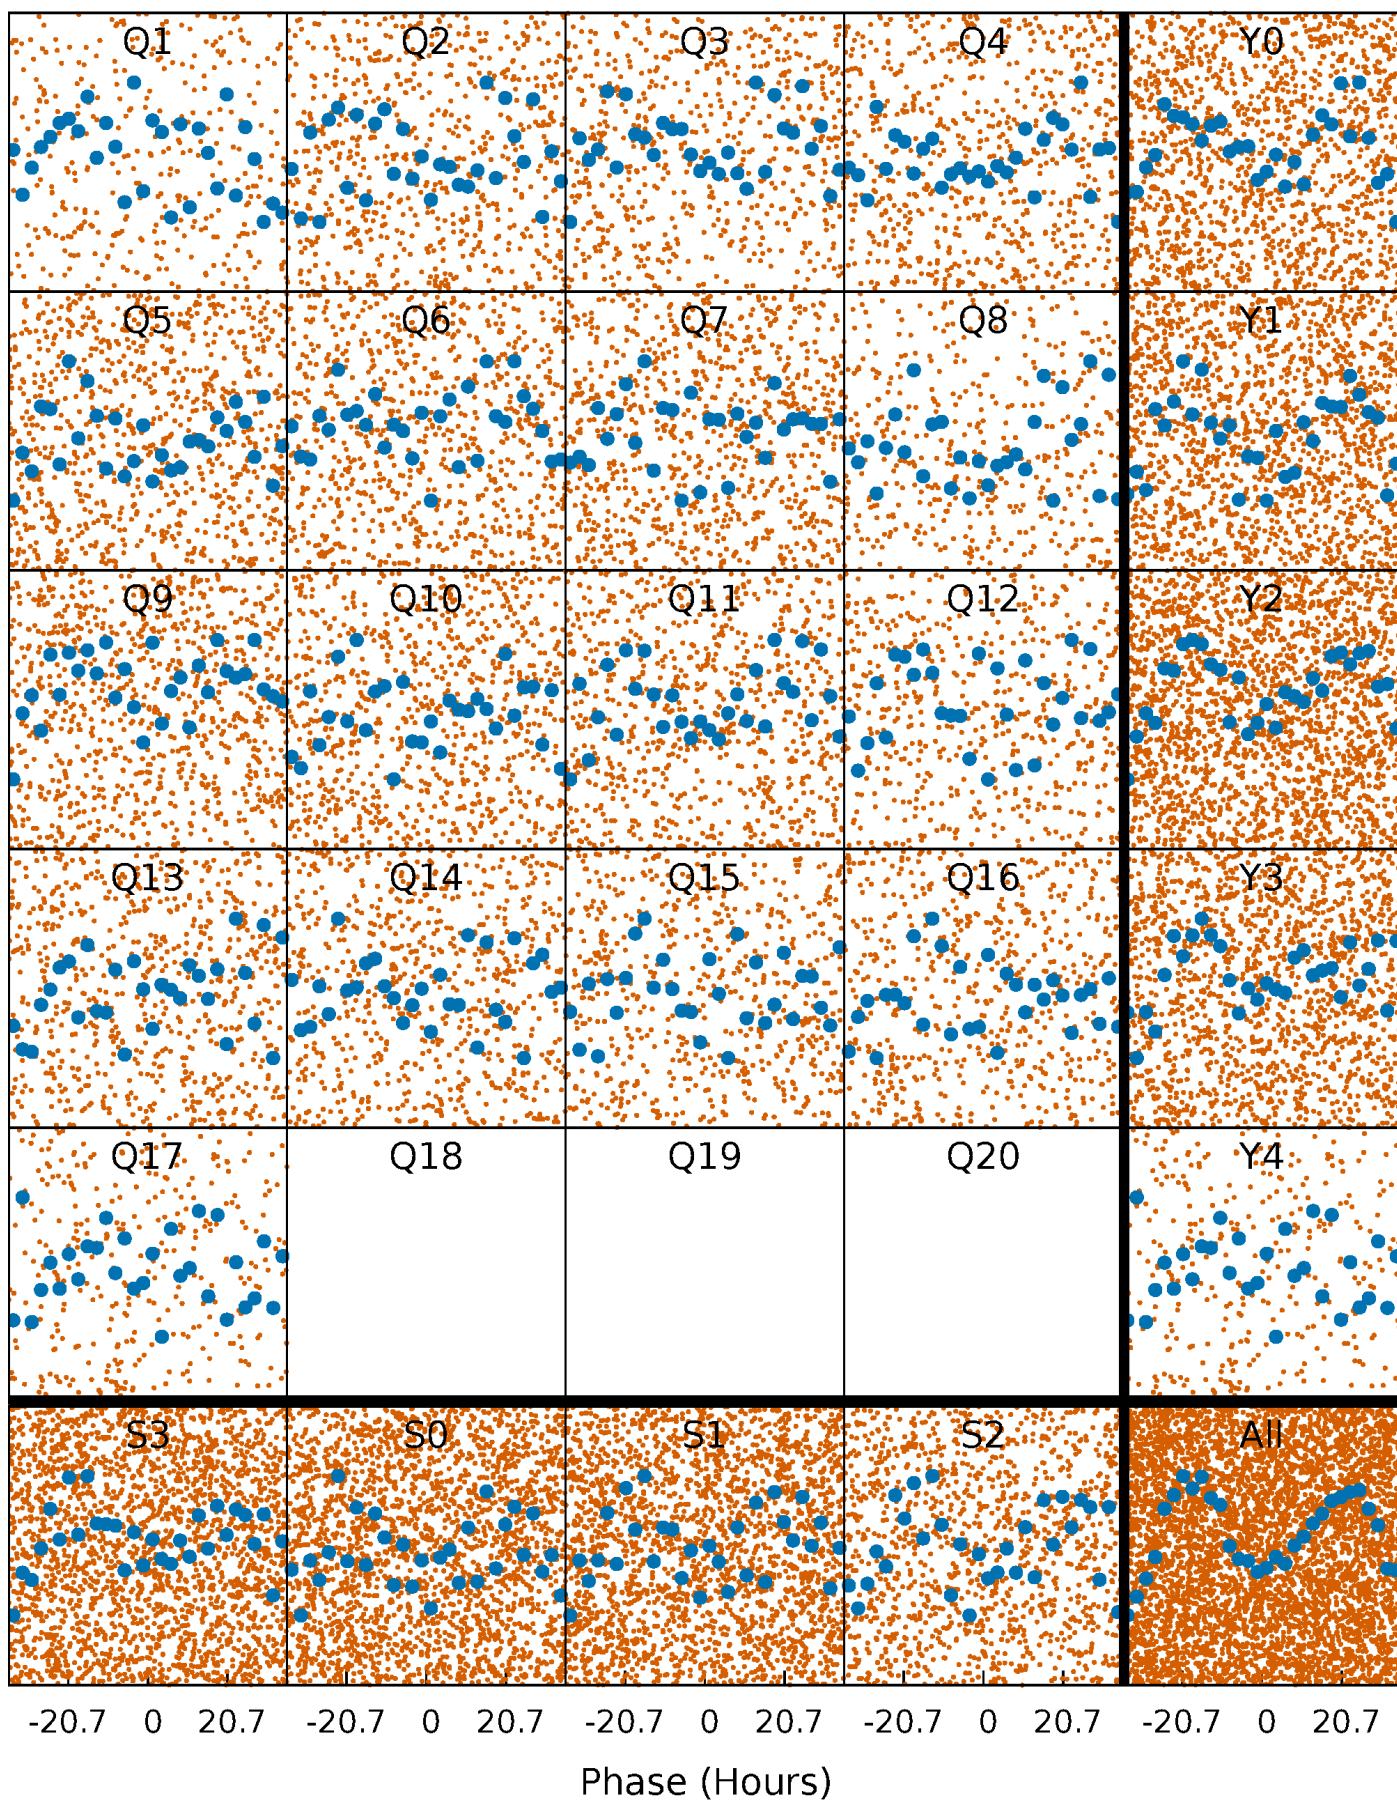 Q1 Q2 Q3 Q4 Y0
Q5 Q6 Q7 Q8 Y1
Q9 Q10 Q11 Q12 Y2
Q13 Q14 Q15 Q16 Y3
Q17 Q18 Q19 Q20 Y4
S3 S0 S1 S2 All
-20.7 0 20.7 -20.7 0 20.7 -20.7 0 20.7 -20.7 0 20.7 -20.7 0 20.7
Phase (Hours)